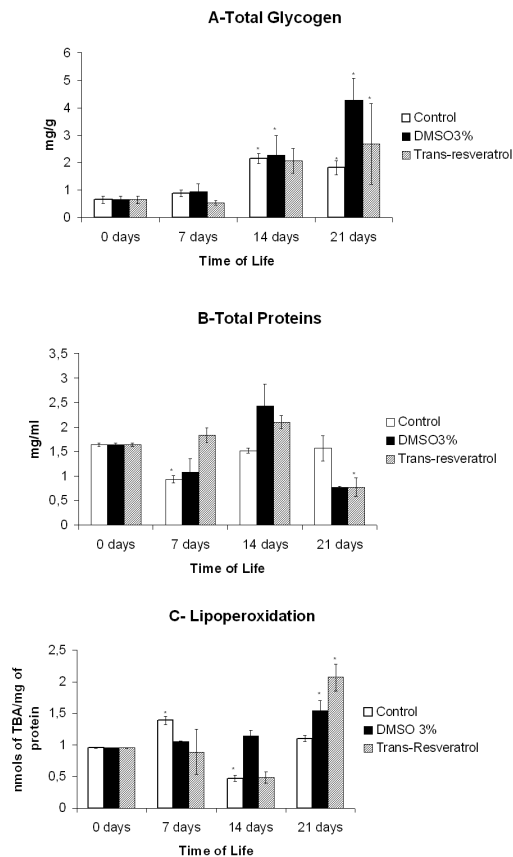 A-Total Glycogen
6
5
4
3
2
1
0
mg/g
* * * * *
0 days 7 days 14 days 21 days
Time of Life
Control
DMSO3%
Trans-resveratrol
B-Total Proteins
3,5
3
2,5
2
1,5
1
0,5
0
mg/ml
* *
0 days 7 days 14 days 21 days
Time of Life
Control
DMSO3%
Trans-resveratrol
C- Lipoperoxidation
2,5
2
1,5
1
0,5
0
nmols of TBA/mg of
protein
* * * *
0 days 7 days 14 days 21 days
Time of Life
Control
DMSO 3%
Trans-Resveratrol